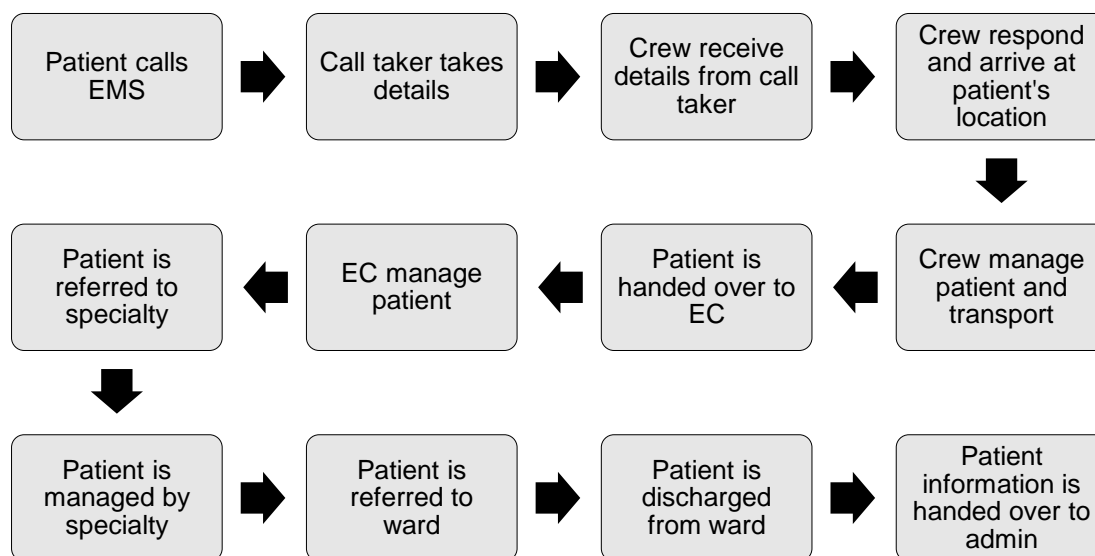 Patient calls
EMS
Call taker takes
details
Crew receive
details from call
taker
Crew respond
and arrive at
patient's
location
Crew manage
patient and
transport
Patient is
handed over to
EC
EC manage
patient
Patient is
referred to
specialty
Patient is
managed by
specialty
Patient is
referred to
ward
Patient is
discharged
from ward
Patient
information is
handed over to
admin